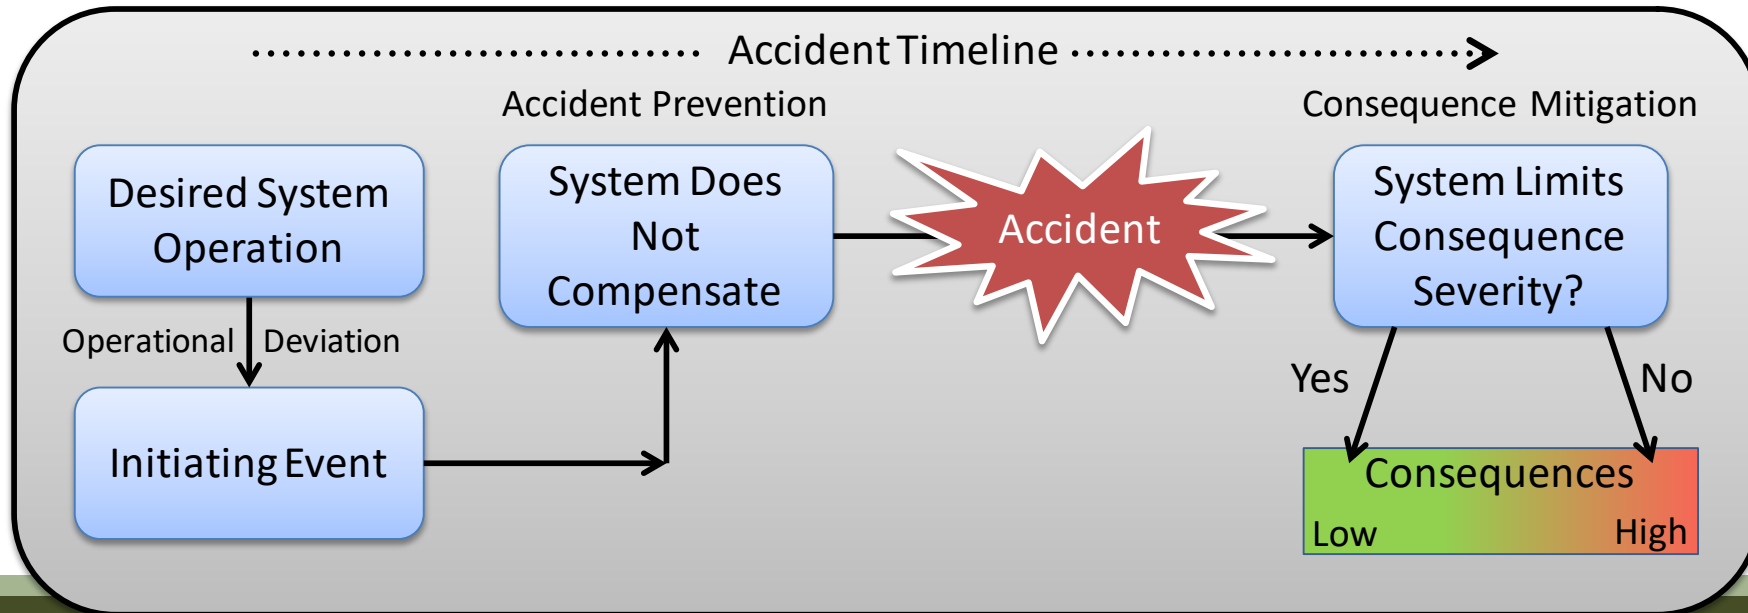 Accident Timeline
Accident Prevention
Consequence Mitigation
Desired System
Operation
System Does
Not
Compensate
Accident
System Limits
Consequence
Severity?
Operational Deviation
Initiating Event
Yes
No
Consequences
Low
High